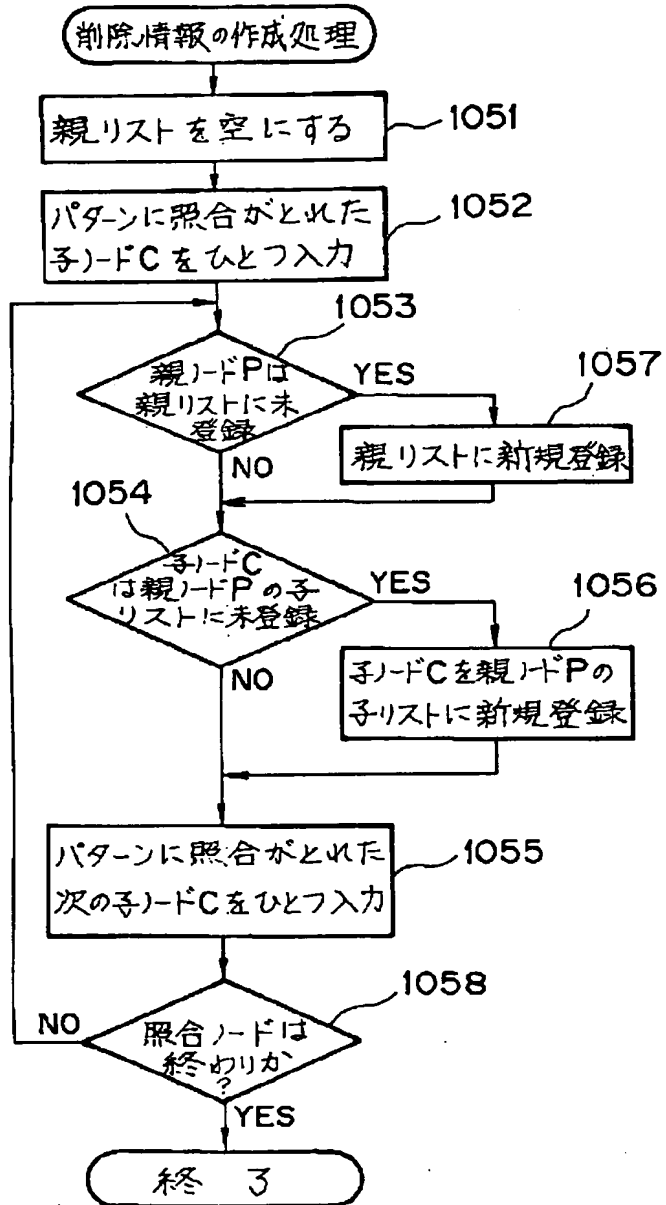 削除情報の作成処理
親リストを空にする
1051
パターンに照合がとれた
子ノードCをひとつ入力
1052
1053
親ノードPは
親リストに未
登録
YES
NO
1057
親リストに新規登録
1054
子ノードC
は親ノードPの子
リストに未登録
YES
NO
1056
子ノードCを親ノードPの
子リストに新規登録
パターンに照合がとれた
次の子ノードCをひとつ入力
1055
1058
照合ノードは
終わりか
?
NO
YES
終 了